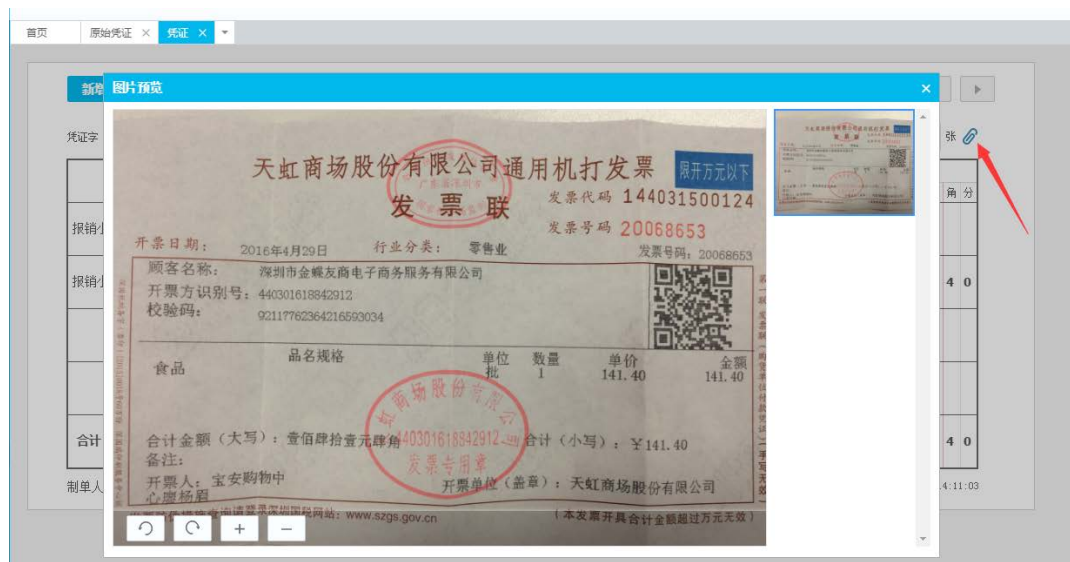 首页 原始凭证 × 凭证 ×
新增
图片预览 ×
凭证字 张
天虹商场股份有限公司通用机打发票 限开万元以下
发票联
发票代码 144031500124
发票号码 20068653
开票日期: 2016年4月29日 行业分类: 零售业 发票号码: 20068653
顾客名称: 深圳市金蝶友商电子商务服务有限公司
开票方识别号: 440301618842912
校验码: 92117762364216593034
品名规格 单位 数量 单价 金额
食品 批 1 141.40 141.40
合计金额(大写): 壹佰肆拾壹元肆角 合计(小写): ¥141.40
440301618842912
发票专用章
备注:
开票人: 宝安购物中心腰杨眉
开票单位(盖章): 天虹商场股份有限公司
www.szgs.gov.cn (本发票开具合计金额超过万元无效)
角 分
报销
报销 4 0
合计 4 0
制单人 4:11:03